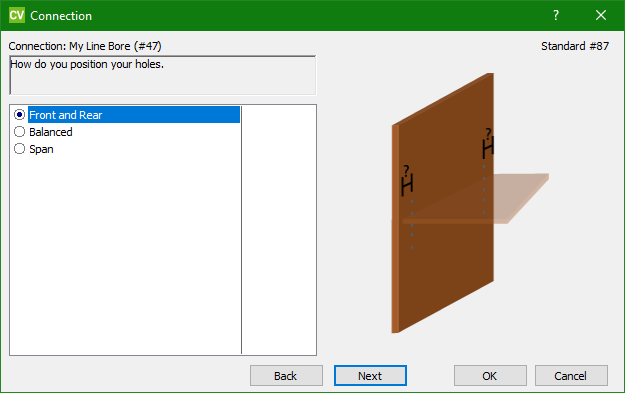 CV Connection ?
Connection: My Line Bore (#47)
Standard #87
How do you position your holes.
Front and Rear
Balanced
Span
?
?
Back Next OK Cancel